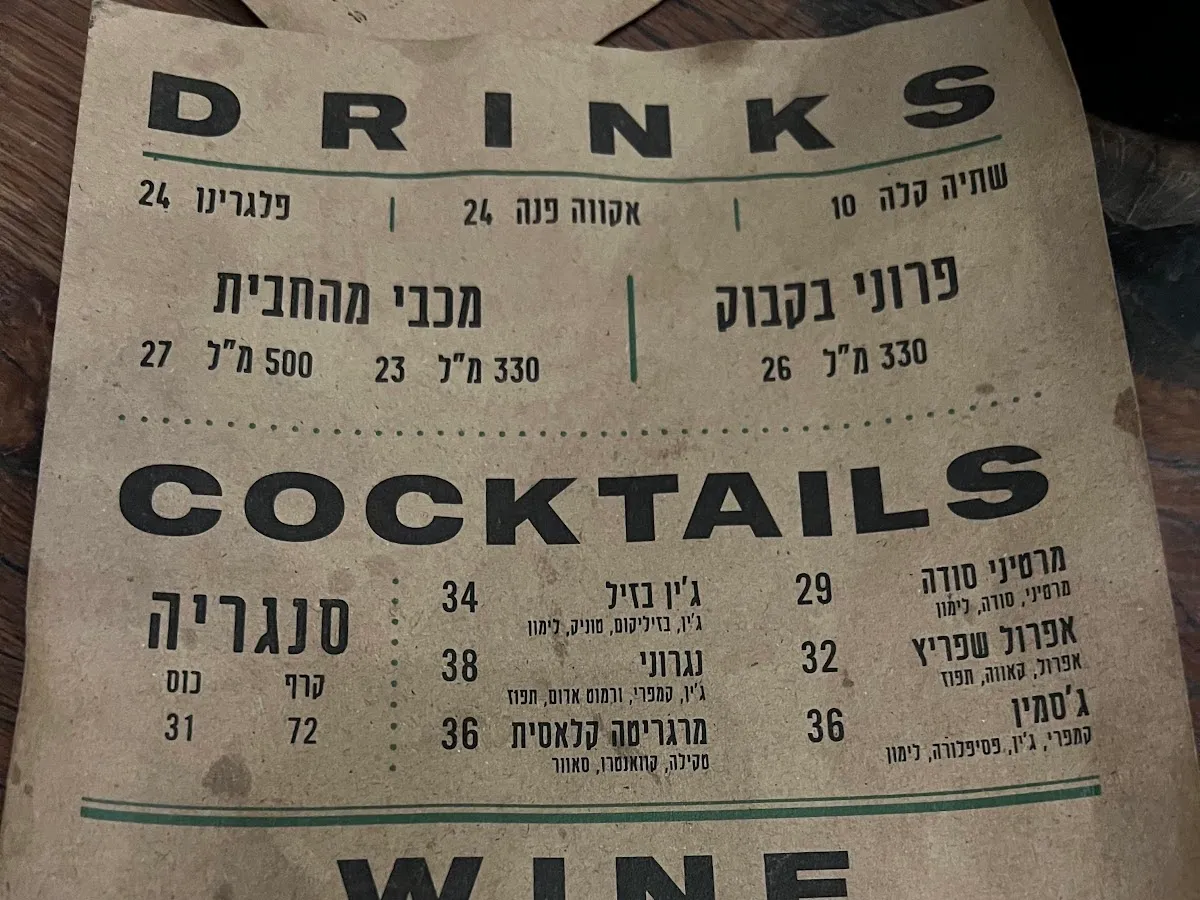 DRINKS
שתיה קלה 10 | אקווה פנה 24 | פלגרינו 24
פרוני בקבוק
330 מ"ל 26
מכבי מהחבית
330 מ"ל 23 500 מ"ל 27
COCKTAILS
מרטיני סודה 29
מרטיני, סודה, לימון
אפרול שפריץ 32
אפרול, קאווה, תפוז
ג'סמין 36
קמפרי, ג'ין, פסיפלורה, לימון
ג'ין בזיל 34
ג'ין, בזיליקום, טוניק, לימון
נגרוני 38
ג'ין, קמפרי, ורמוט אדום, תפוז
מרגריטה קלאסית 36
טקילה, קוואנטרו, סאוור
סנגריה
קרף כוס
72 31
WINE